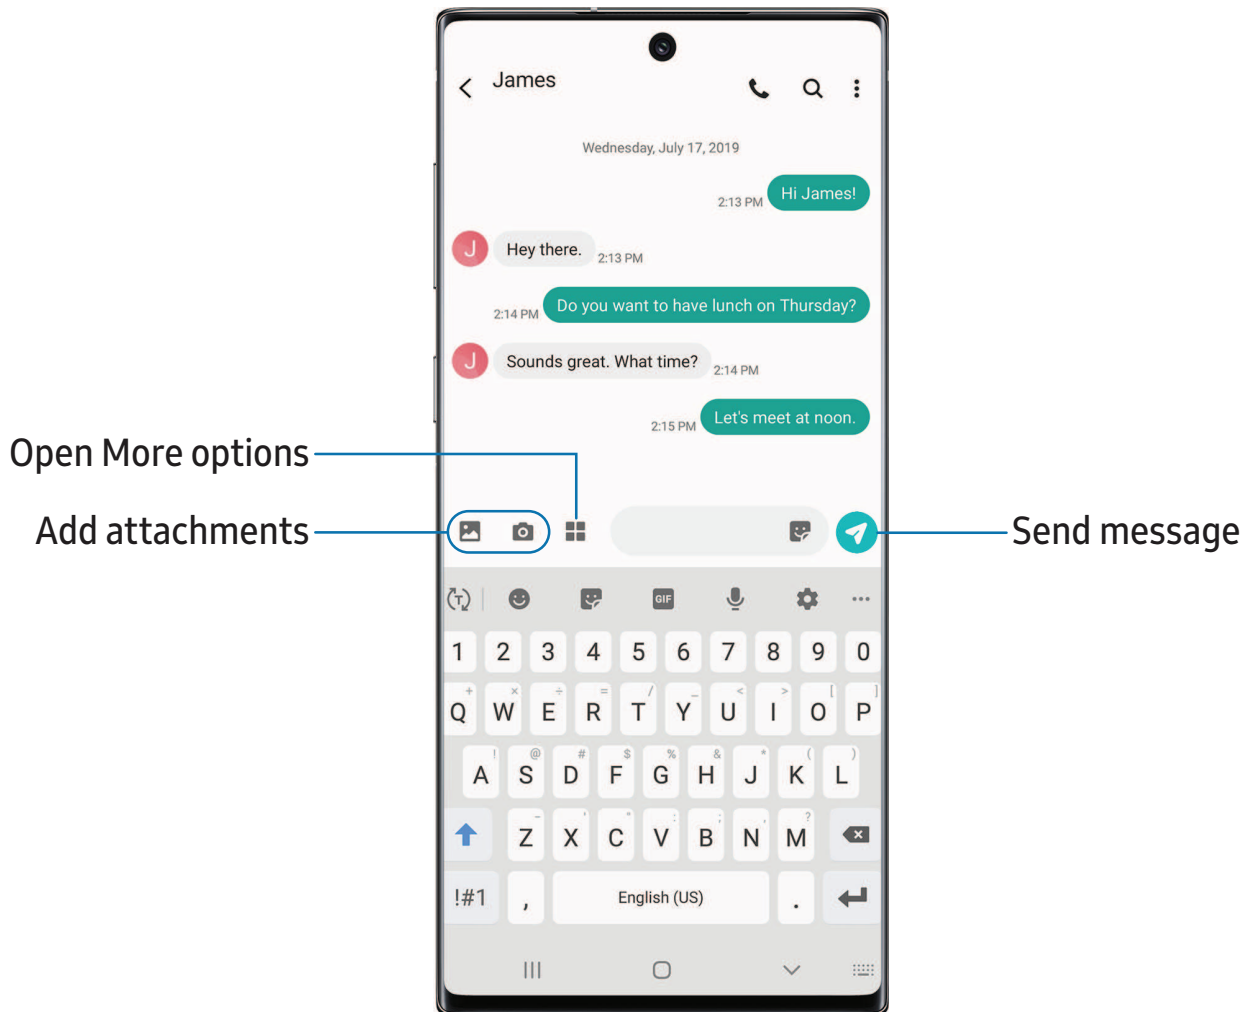 James
Wednesday, July 17, 2019
2:13 PM Hi James!
J Hey there. 2:13 PM
2:14 PM Do you want to have lunch on Thursday?
J Sounds great. What time? 2:14 PM
2:15 PM Let's meet at noon.
Open More options
Add attachments
Send message
T GIF
1 2 3 4 5 6 7 8 9 0
+ × ÷ = / _ < > [ ]
Q W E R T Y U I O P
! @ # $ % & * ( )
A S D F G H J K L
- ' " : ; , ?
Z X C V B N M
!#1 , English (US) .